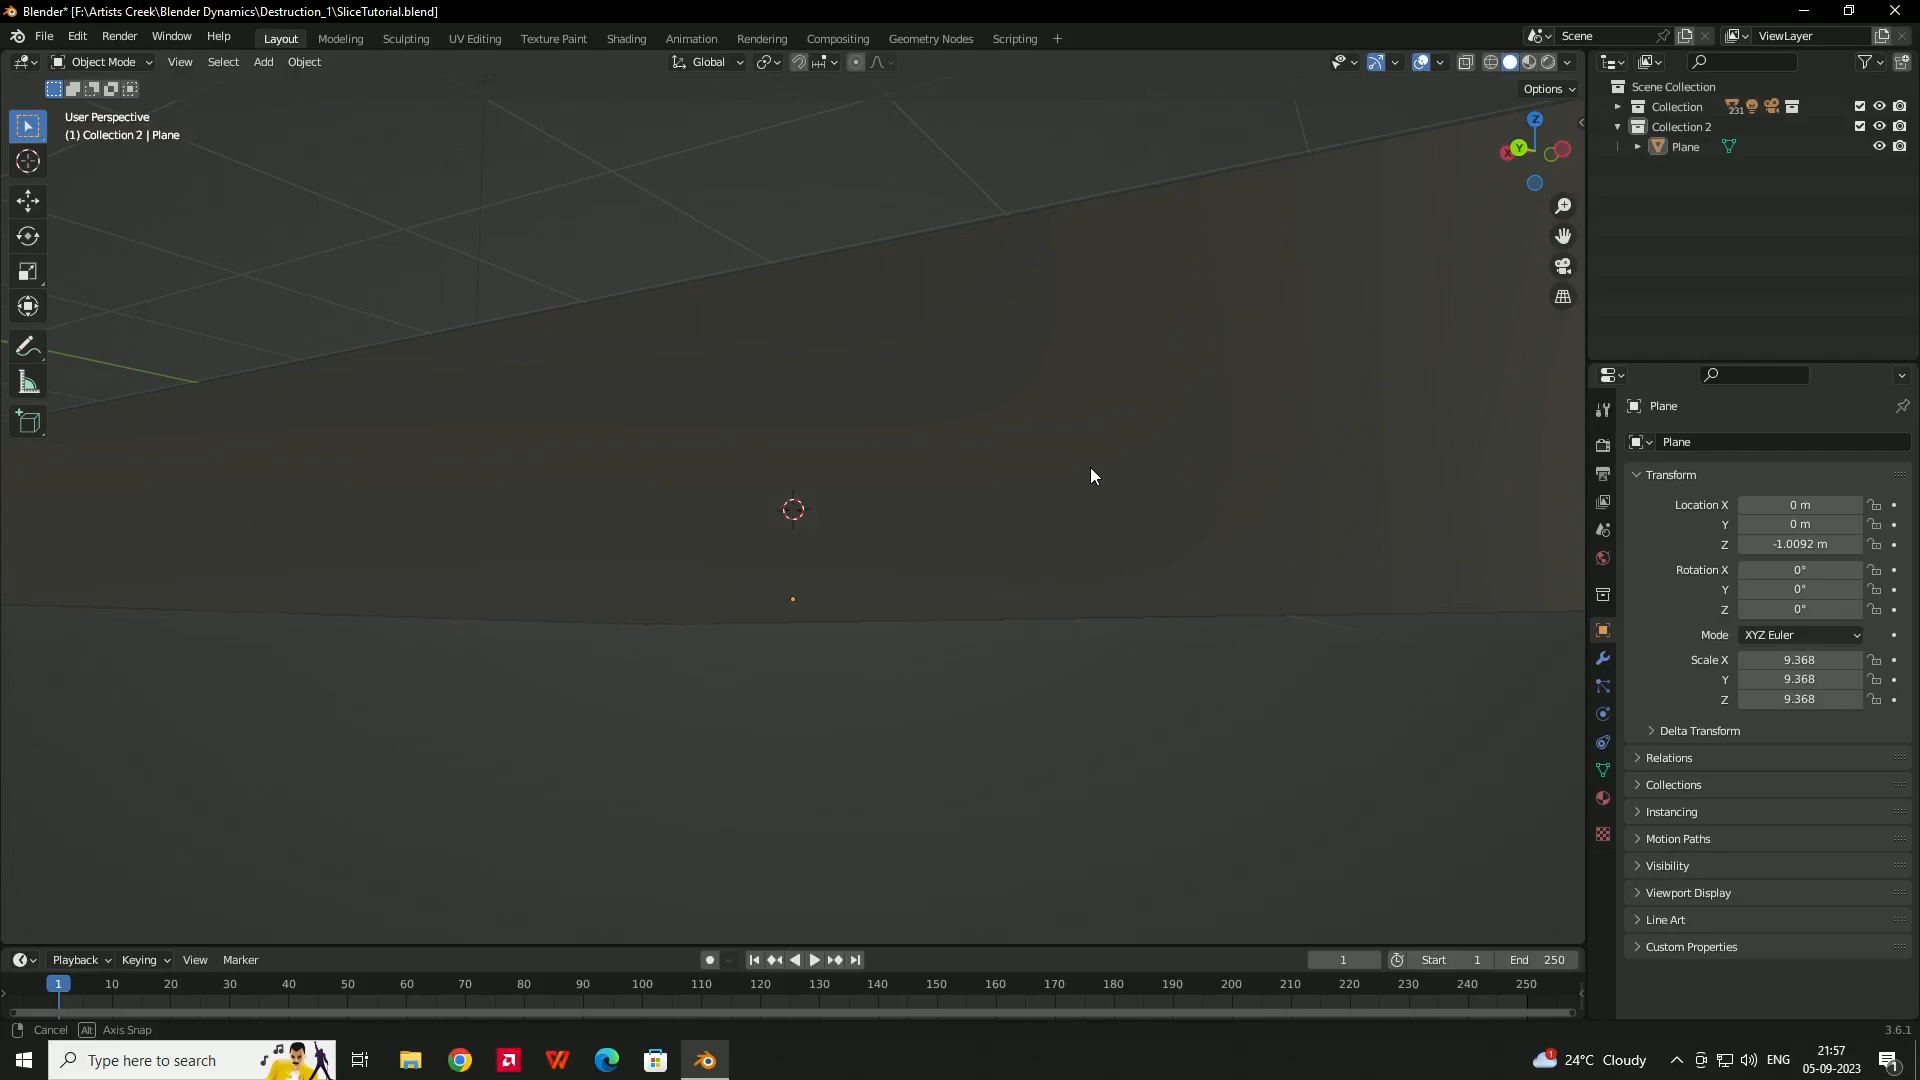 Blender* [F:\Artists Creek\Blender Dynamics\Destruction_1\SliceTutorial.blend]
File Edit Render Window Help Layout Modeling Sculpting UV Editing Texture Paint Shading Animation Rendering Compositing Geometry Nodes Scripting + Scene ViewLayer
Object Mode View Select Add Object Global
Options
User Perspective
(1) Collection 2 | Plane
Z
X Y
Scene Collection
Collection 231
Collection 2
Plane
Plane
Plane
Transform
Location X 0 m
Y 0 m
Z -1.0092 m
Rotation X 0°
Y 0°
Z 0°
Mode XYZ Euler
Scale X 9.368
Y 9.368
Z 9.368
Delta Transform
Relations
Collections
Instancing
Motion Paths
Visibility
Viewport Display
Line Art
Custom Properties
Playback Keying View Marker 1 Start 1 End 250
1 10 20 30 40 50 60 70 80 90 100 110 120 130 140 150 160 170 180 190 200 210 220 230 240 250
Cancel Alt Axis Snap 3.6.1
Type here to search 1 24°C Cloudy ENG 21:57
05-09-2023 1